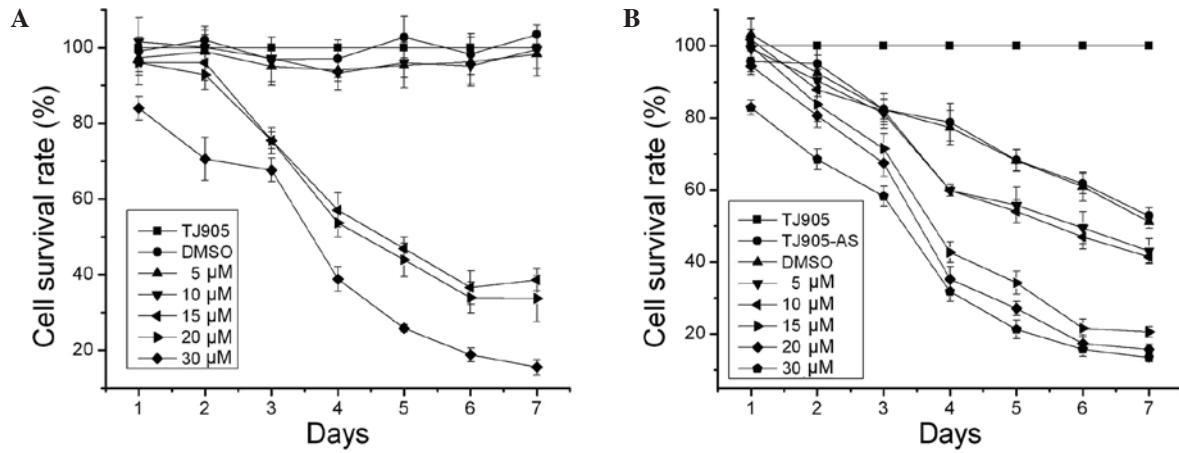 A
Cell survival rate (%)
100
80
60
40
20
TJ905
DMSO
5 µM
10 µM
15 µM
20 µM
30 µM
1 2 3 4 5 6 7
Days
B
Cell survival rate (%)
100
80
60
40
20
TJ905
TJ905-AS
DMSO
5 µM
10 µM
15 µM
20 µM
30 µM
1 2 3 4 5 6 7
Days